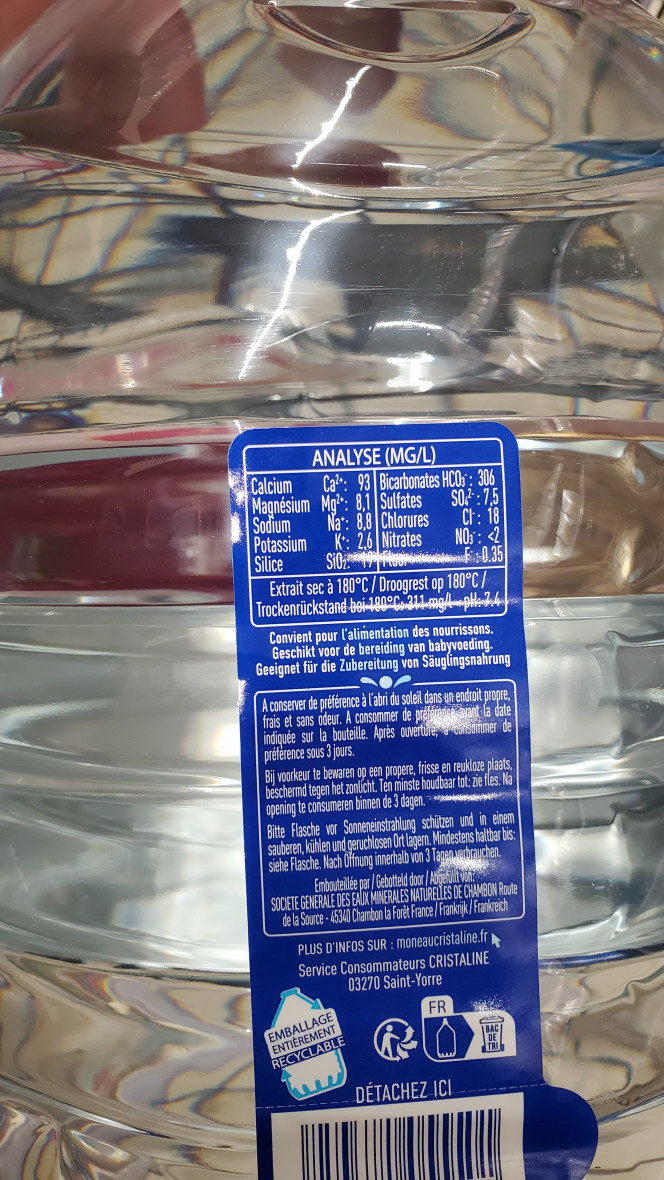 ANALYSE (MG/L)
Calcium Ca²⁺: 93 Bicarbonates HCO₃⁻: 306
Magnésium Mg²⁺: 8,1 Sulfates SO₄²⁻: 7,5
Sodium Na⁺: 8,8 Chlorures Cl⁻: 18
Potassium K⁺: 2,6 Nitrates NO₃⁻: <2
Silice SiO₂: 19 Fluor F⁻: 0.35
Extrait sec à 180°C / Droogrest op 180°C /
Trockenrückstand bei 180°C: 311 mg/L - pH: 7.4
Convient pour l'alimentation des nourrissons.
Geschikt voor de bereiding van babyvoeding.
Geeignet für die Zubereitung von Säuglingsnahrung
A conserver de préférence à l'abri du soleil dans un endroit propre,
frais et sans odeur. A consommer de préférence avant la date
indiquée sur la bouteille. Après ouverture, à consommer de
préférence sous 3 jours.
Bij voorkeur te bewaren op een propere, frisse en reukloze plaats,
beschermd tegen het zonlicht. Ten minste houdbaar tot: zie fles. Na
opening te consumeren binnen de 3 dagen.
Bitte Flasche vor Sonneneinstrahlung schützen und in einem
sauberen, kühlen und geruchlosen Ort lagern. Mindestens haltbar bis:
siehe Flasche. Nach Öffnung innerhalb von 3 Tagen verbrauchen.
Embouteillée par / Gebotteld door / Abgefüllt von:
SOCIETE GENERALE DES EAUX MINERALES NATURELLES DE CHAMBON Route
de la Source - 45340 Chambon la Forêt France / Frankrijk / Frankreich
PLUS D'INFOS SUR : moneaucristaline.fr
Service Consommateurs CRISTALINE
03270 Saint-Yorre
EMBALLAGE
ENTIÈREMENT
RECYCLABLE
FR
BAC
DE
TRI
DÉTACHEZ ICI